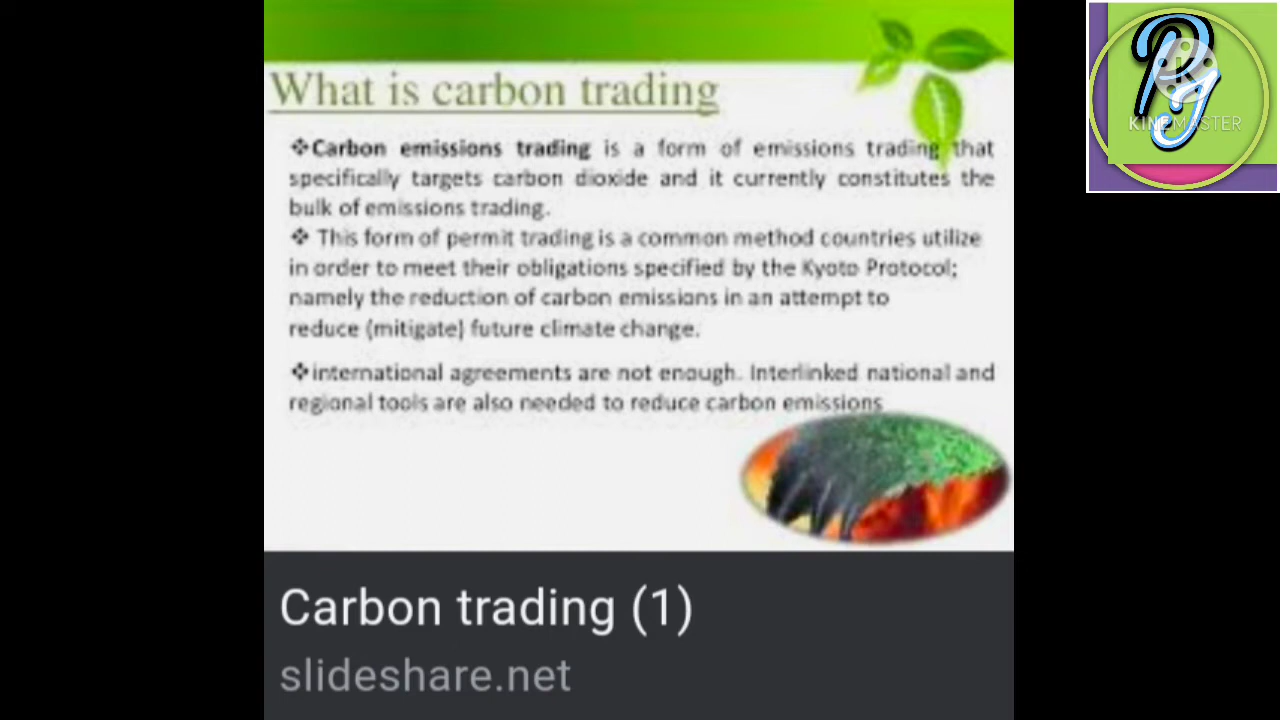 What is carbon trading
❖Carbon emissions trading is a form of emissions trading that
specifically targets carbon dioxide and it currently constitutes the
bulk of emissions trading.
❖ This form of permit trading is a common method countries utilize
in order to meet their obligations specified by the Kyoto Protocol;
namely the reduction of carbon emissions in an attempt to
reduce (mitigate) future climate change.
❖international agreements are not enough. Interlinked national and
regional tools are also needed to reduce carbon emissions
Carbon trading (1)
slideshare.net
KINEMASTER